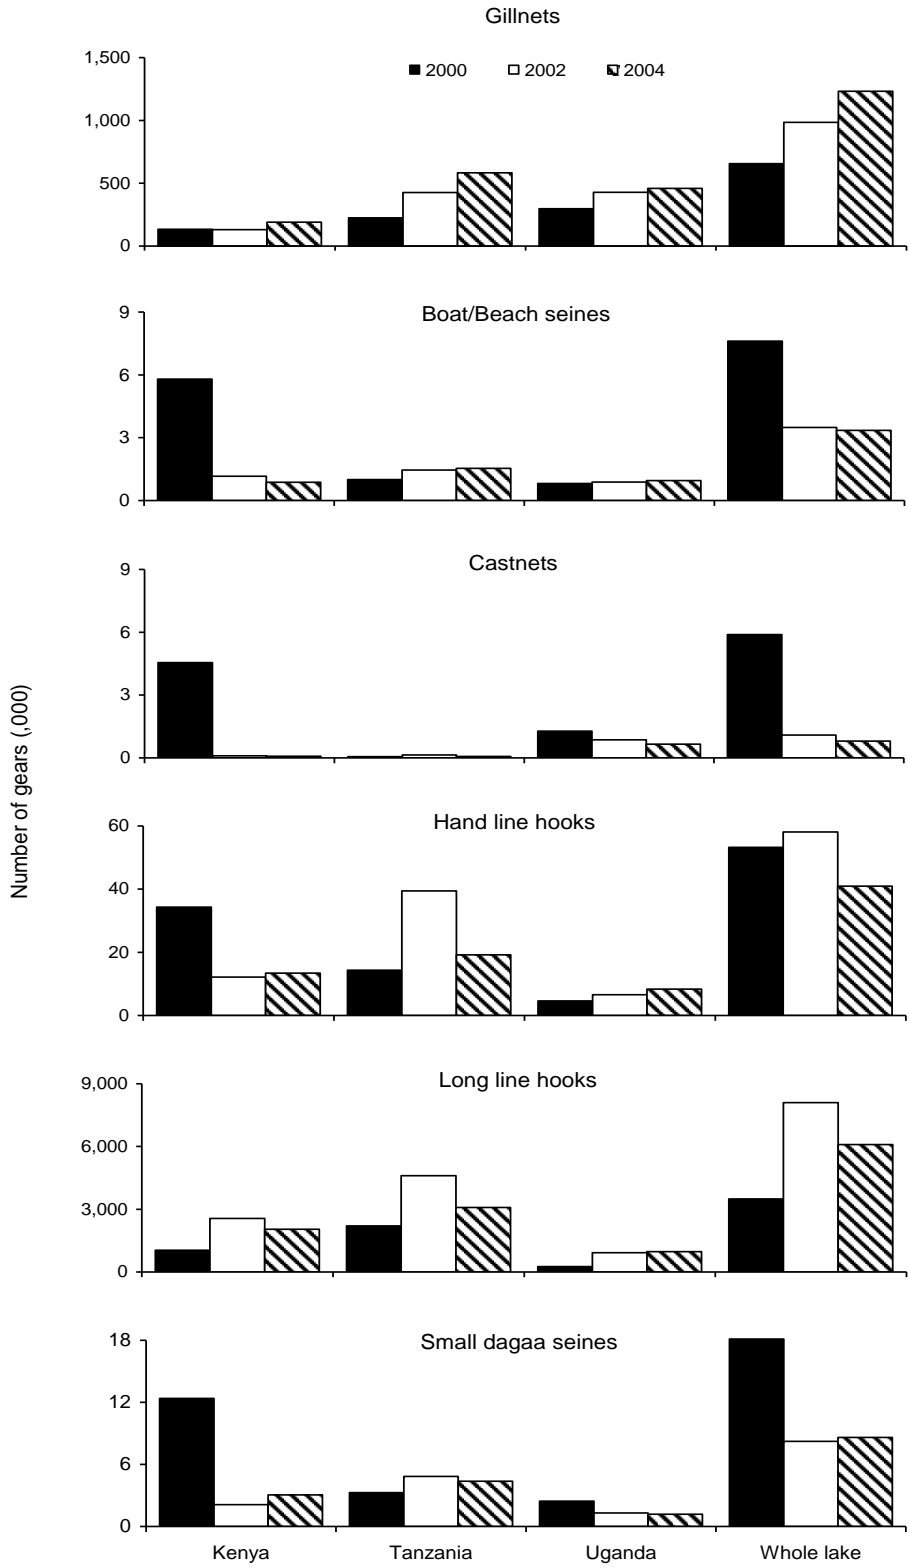 Gillnets
1,500
2000 2002 2004
1,000
500
0
Boat/Beach seines
9
6
3
0
Castnets
9
6
3
0
Number of gears (,000)
Hand line hooks
60
40
20
0
Long line hooks
9,000
6,000
3,000
0
Small dagaa seines
18
12
6
0
Kenya Tanzania Uganda Whole lake